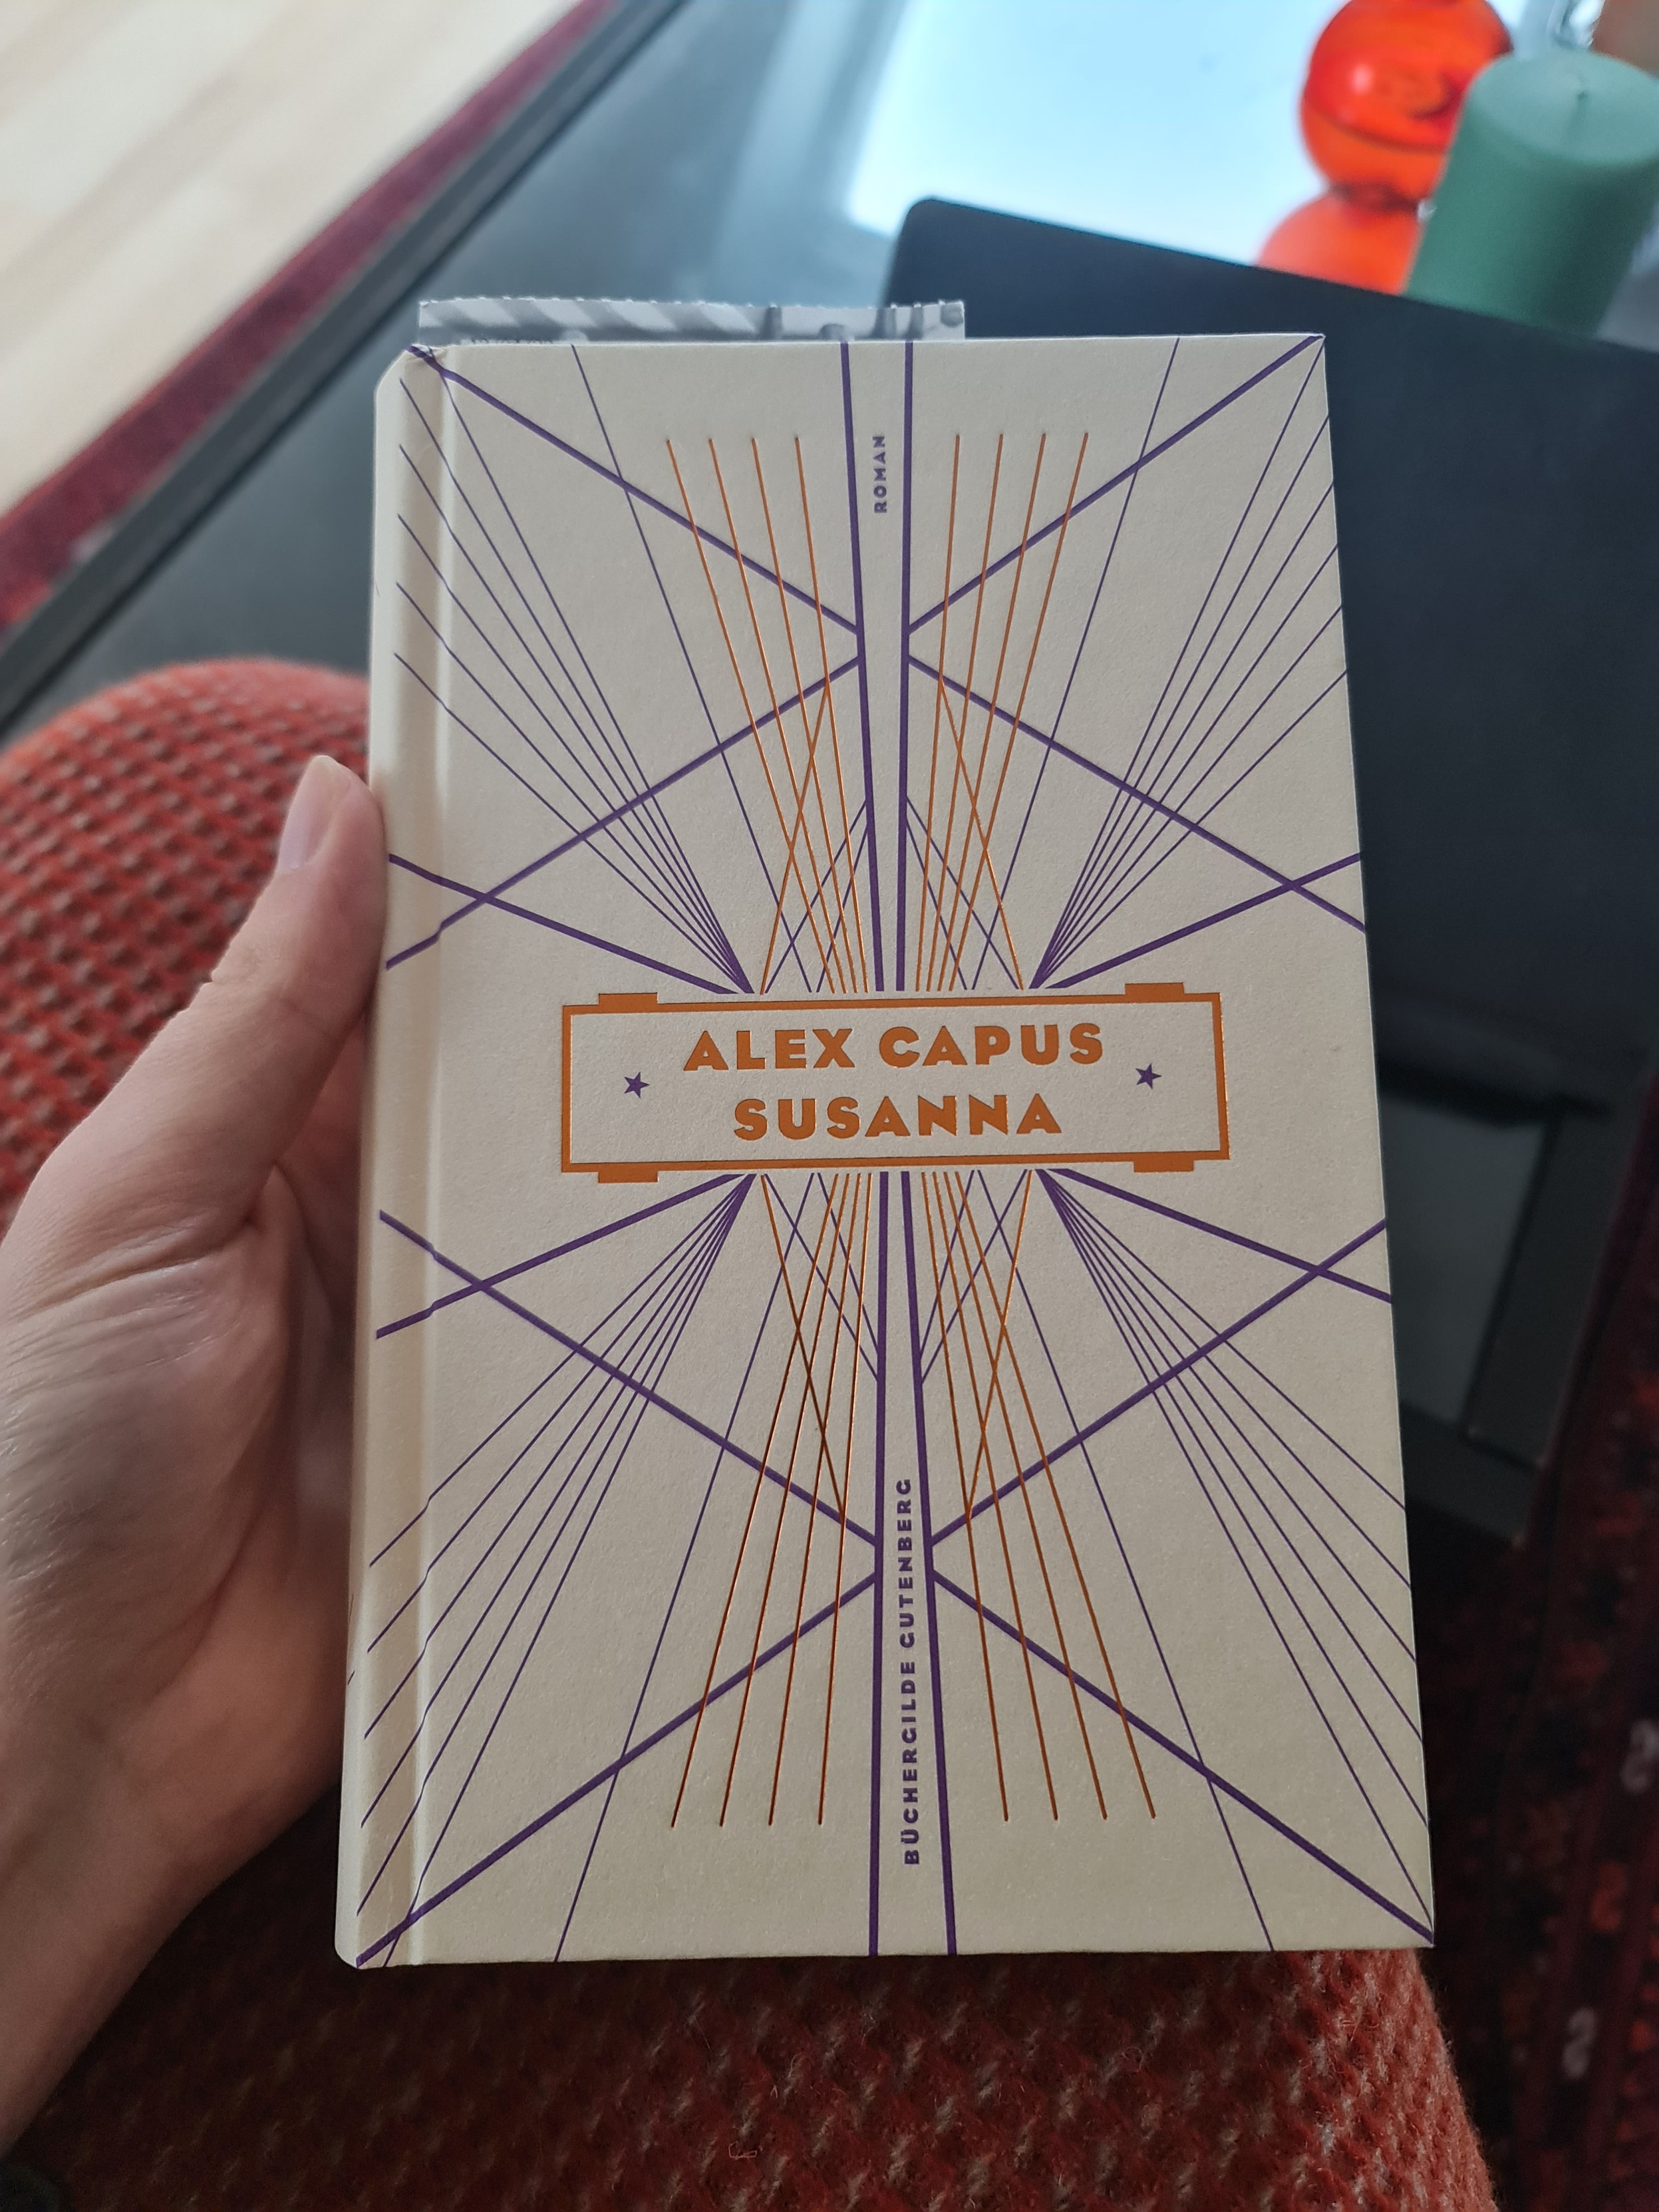 ROMAN
ALEX CAPUS
SUSANNA
BÜCHERGILDE GUTENBERG